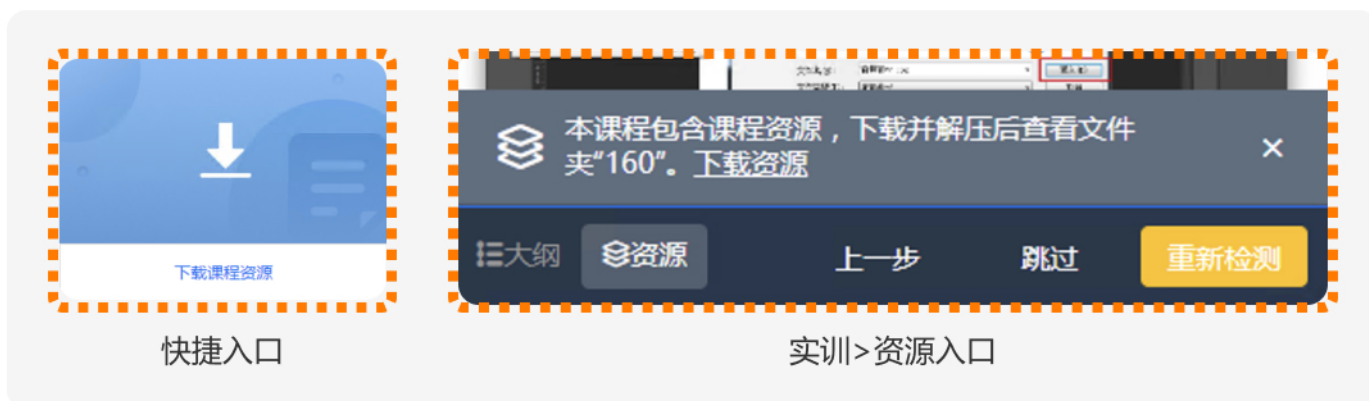 本课程包含课程资源，下载并解压后查看文件
夹“160”。下载资源
大纲
资源
上一步
跳过
重新检测
下载课程资源
快捷入口
实训>资源入口